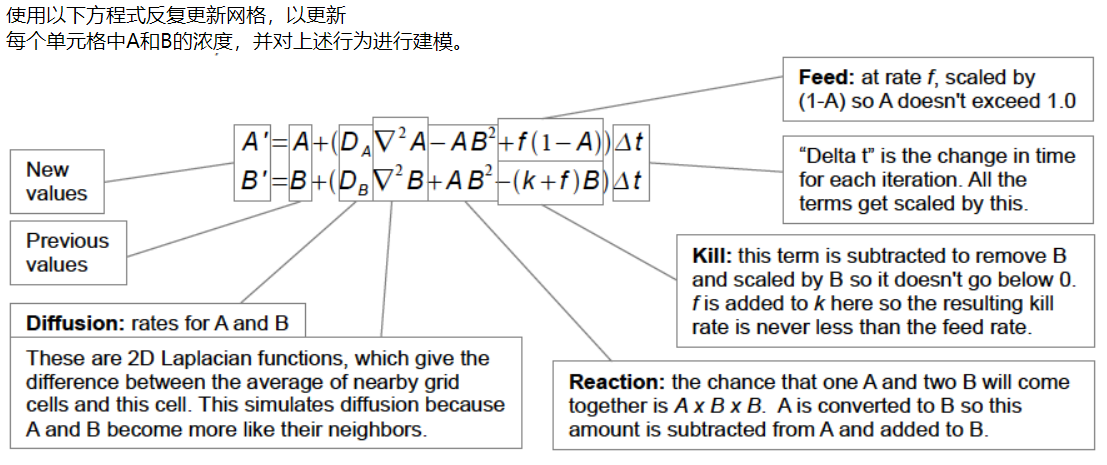 使用以下方程式反复更新网格，以更新
每个单元格中A和B的浓度，并对上述行为进行建模。
Feed: at rate f, scaled by
(1-A) so A doesn't exceed 1.0
A'=A+(D_A∇²A−AB²+f(1−A))Δt
B'=B+(D_B∇²B+AB²−(k+f)B)Δt
New
values
“Delta t” is the change in time
for each iteration. All the
terms get scaled by this.
Previous
values
Kill: this term is subtracted to remove B
and scaled by B so it doesn't go below 0.
f is added to k here so the resulting kill
rate is never less than the feed rate.
Diffusion: rates for A and B
These are 2D Laplacian functions, which give the
difference between the average of nearby grid
cells and this cell. This simulates diffusion because
A and B become more like their neighbors.
Reaction: the chance that one A and two B will come
together is A x B x B. A is converted to B so this
amount is subtracted from A and added to B.